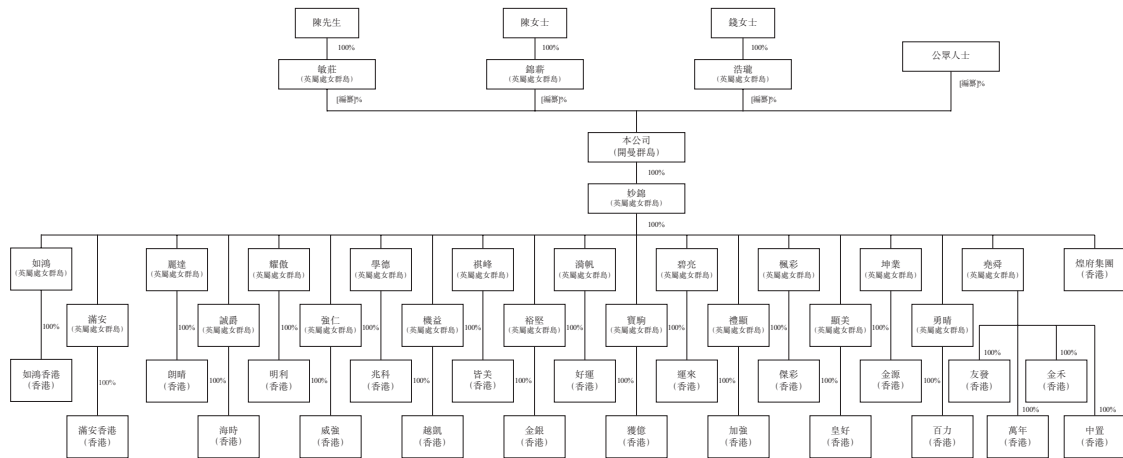 陳先生
陳女士
錢女士
公眾人士
100%
100%
100%
敏莊
(英屬處女群島)
錦薪
(英屬處女群島)
浩瓏
(英屬處女群島)
[編纂]%
[編纂]%
[編纂]%
[編纂]%
本公司
(開曼群島)
100%
妙錦
(英屬處女群島)
100%
如鴻
(英屬處女群島)
麗達
(英屬處女群島)
耀傲
(英屬處女群島)
學德
(英屬處女群島)
祺峰
(英屬處女群島)
漪帆
(英屬處女群島)
碧亮
(英屬處女群島)
楓彩
(英屬處女群島)
坤業
(英屬處女群島)
堯舜
(英屬處女群島)
煌府集團
(香港)
滿安
(英屬處女群島)
誠爵
(英屬處女群島)
強仁
(英屬處女群島)
機益
(英屬處女群島)
裕堅
(英屬處女群島)
寶駒
(英屬處女群島)
禮顯
(英屬處女群島)
顯美
(英屬處女群島)
勇晴
(英屬處女群島)
100%
100%
100%
100%
100%
100%
100%
100%
100%
100%
100%
如鴻香港
(香港)
朗晴
(香港)
明利
(香港)
兆科
(香港)
皆美
(香港)
好運
(香港)
運來
(香港)
傑彩
(香港)
金源
(香港)
友發
(香港)
金禾
(香港)
100%
100%
100%
100%
100%
100%
100%
100%
100%
100%
100%
滿安香港
(香港)
海時
(香港)
威強
(香港)
越凱
(香港)
金銀
(香港)
獲億
(香港)
加強
(香港)
皇好
(香港)
百力
(香港)
萬年
(香港)
中置
(香港)